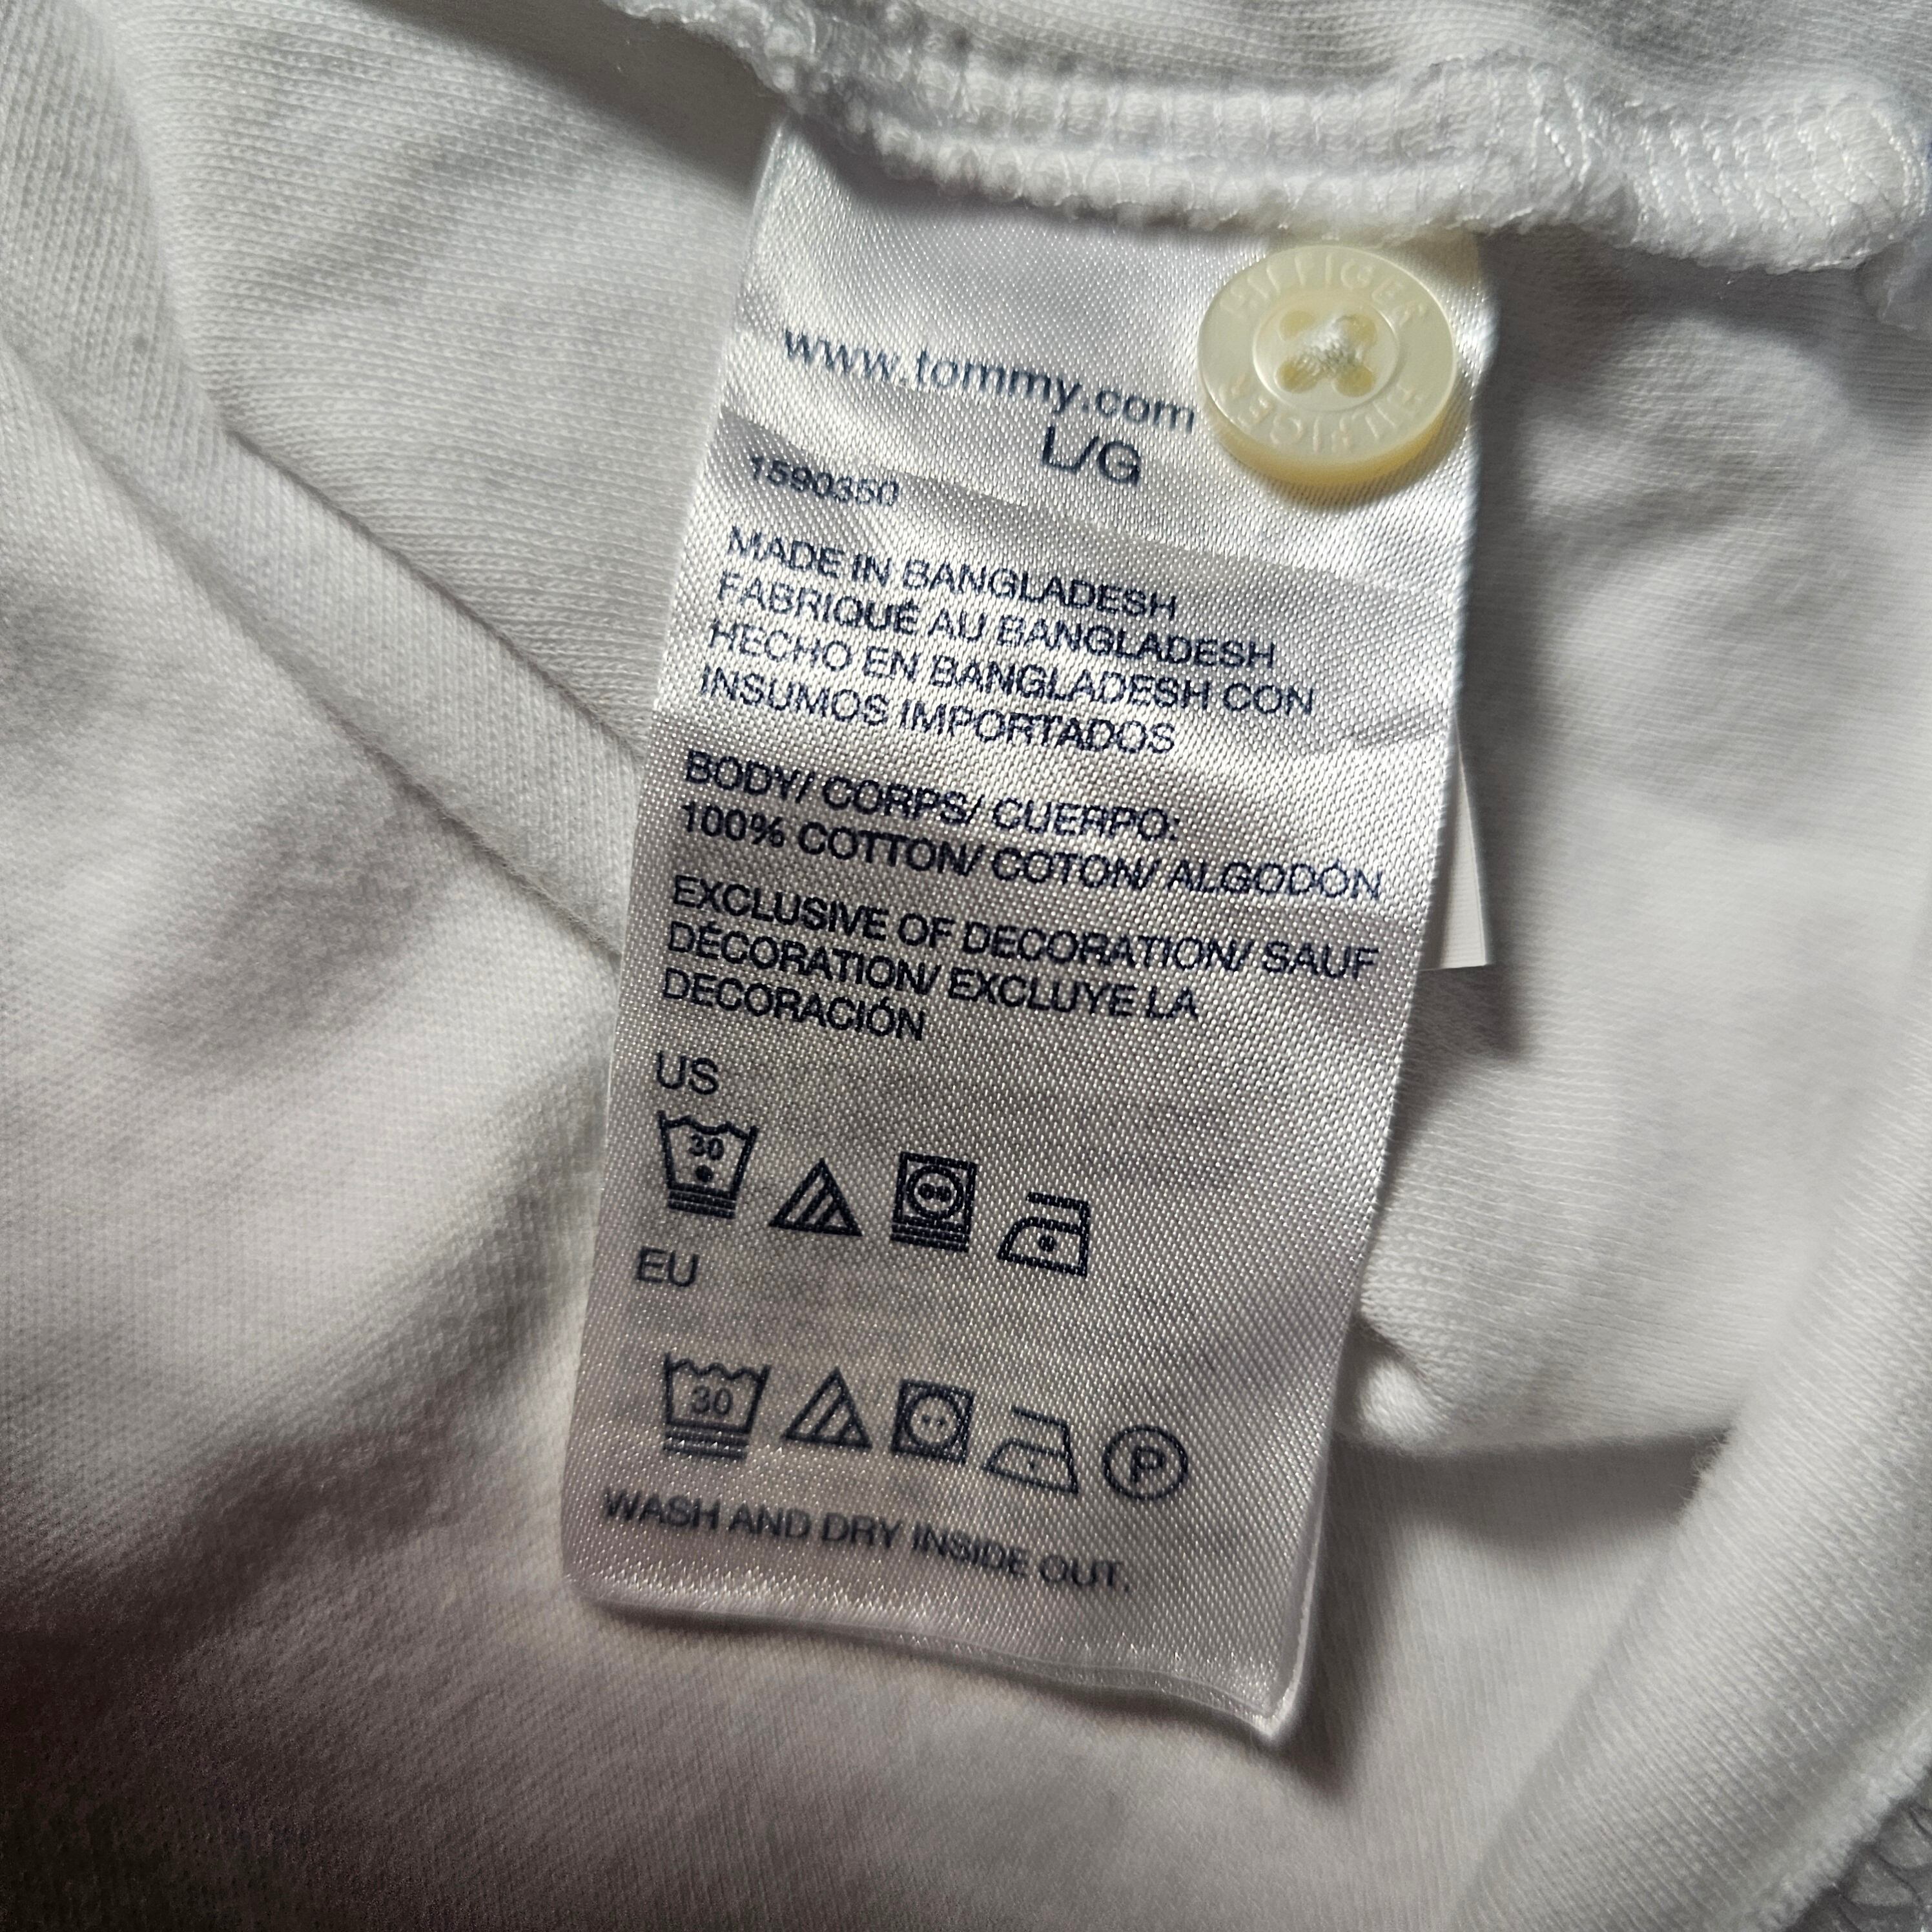 HILFIGER
HILFIGER
www.tommy.com
L/G
1590350
MADE IN BANGLADESH
FABRIQUÉ AU BANGLADESH
HECHO EN BANGLADESH CON
INSUMOS IMPORTADOS
BODY/ CORPS/ CUERPO:
100% COTTON/ COTON/ ALGODÓN
EXCLUSIVE OF DECORATION/ SAUF
DÉCORATION/ EXCLUYE LA
DECORACIÓN
US
30
EU
30 P
WASH AND DRY INSIDE OUT.